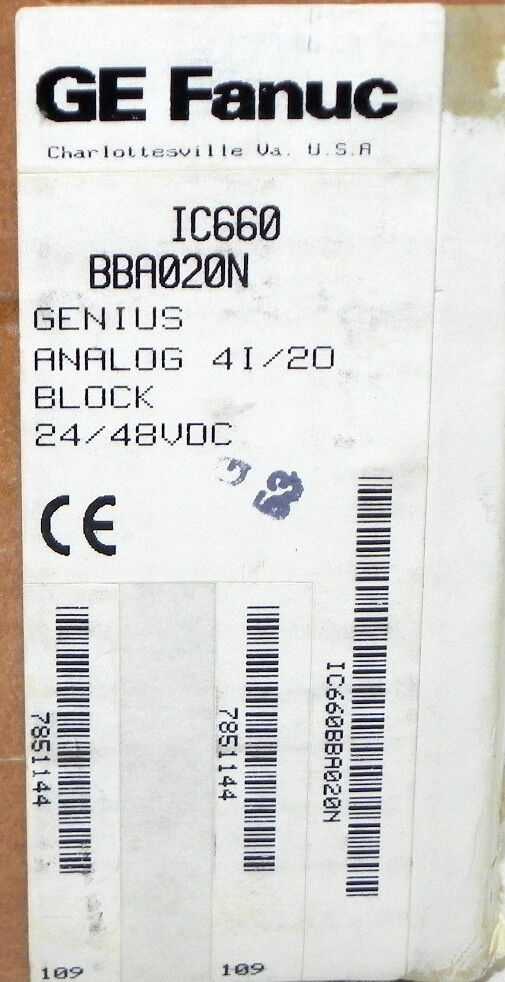 GE Fanuc
Charlottesville Va. U.S.A
IC660
BBA020N
GENIUS
ANALOG 4I/2O
BLOCK
24/48VDC
CE
7851144
7851144
IC660BBA020N
109
109